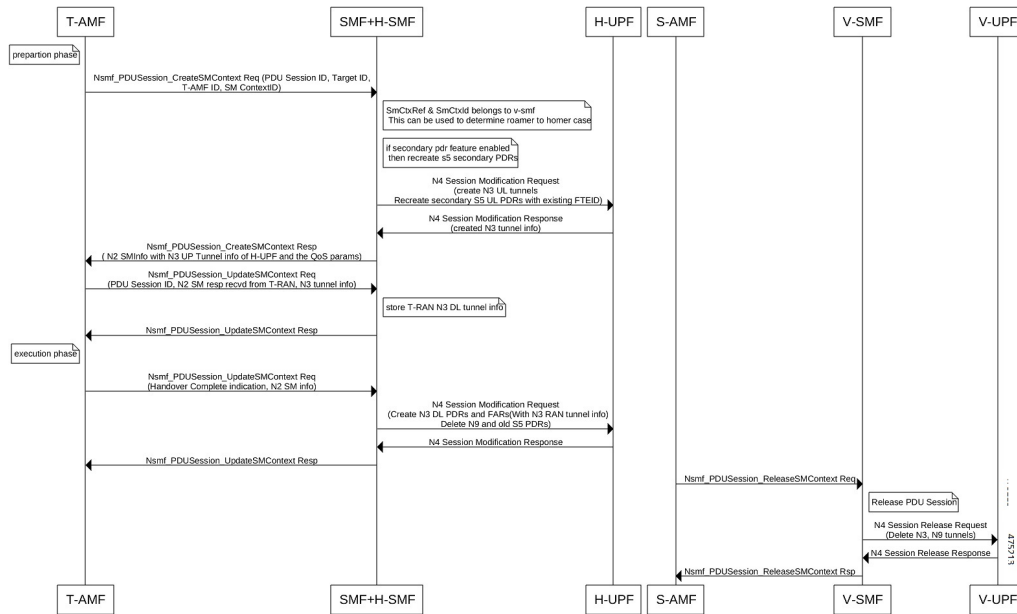 T-AMF
SMF+H-SMF
H-UPF
S-AMF
V-SMF
V-UPF
prepartion phase
Nsmf_PDUSession_CreateSMContext Req (PDU Session ID, Target ID,
T-AMF ID, SM ContextID)
SmCtxRef & SmCtxId belongs to v-smf
This can be used to determine roamer to homer case
if secondary pdr feature enabled
then recreate s5 secondary PDRs
N4 Session Modification Request
(create N3 UL tunnels
Recreate secondary S5 UL PDRs with existing FTEID)
N4 Session Modification Response
(created N3 tunnel info)
Nsmf_PDUSession_CreateSMContext Resp
( N2 SMInfo with N3 UP Tunnel info of H-UPF and the QoS params)
Nsmf_PDUSession_UpdateSMContext Req
(PDU Session ID, N2 SM resp recvd from T-RAN, N3 tunnel info)
store T-RAN N3 DL tunnel info
Nsmf_PDUSession_UpdateSMContext Resp
execution phase
Nsmf_PDUSession_UpdateSMContext Req
(Handover Complete indication, N2 SM info)
N4 Session Modification Request
(Create N3 DL PDRs and FARs(With N3 RAN tunnel info)
Delete N9 and old S5 PDRs)
N4 Session Modification Response
Nsmf_PDUSession_UpdateSMContext Resp
Nsmf_PDUSession_ReleaseSMContext Req
Release PDU Session
N4 Session Release Request
(Delete N3, N9 tunnels)
N4 Session Release Response
Nsmf_PDUSession_ReleaseSMContext Rsp
475213
T-AMF
SMF+H-SMF
H-UPF
S-AMF
V-SMF
V-UPF